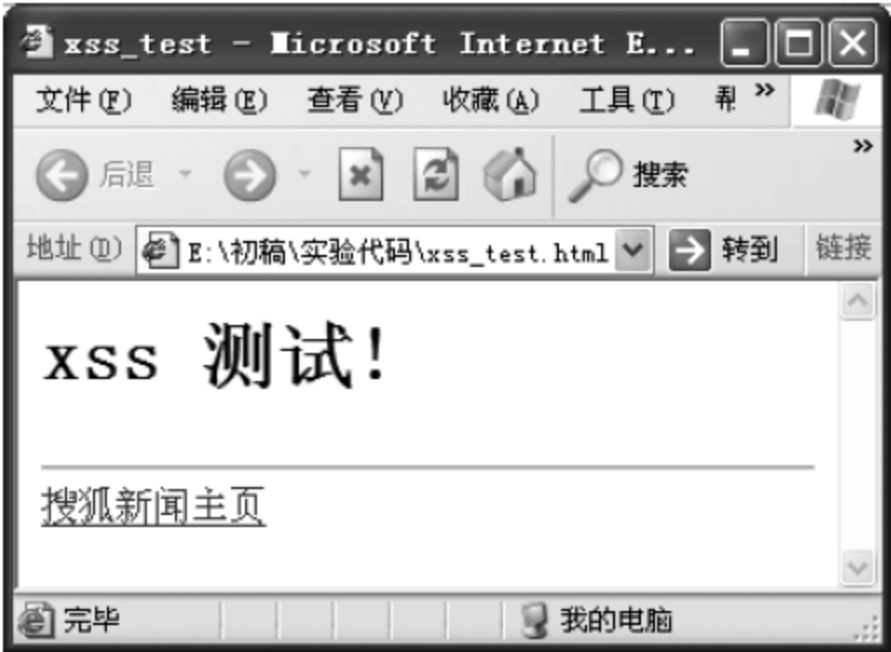 xss_test - Microsoft Internet E...
文件(F) 编辑(E) 查看(V) 收藏(A) 工具(T) »
后退 搜索 »
地址(D) E:\初稿\实验代码\xss_test.html 转到 链接
xss 测试!
搜狐新闻主页
完毕 我的电脑